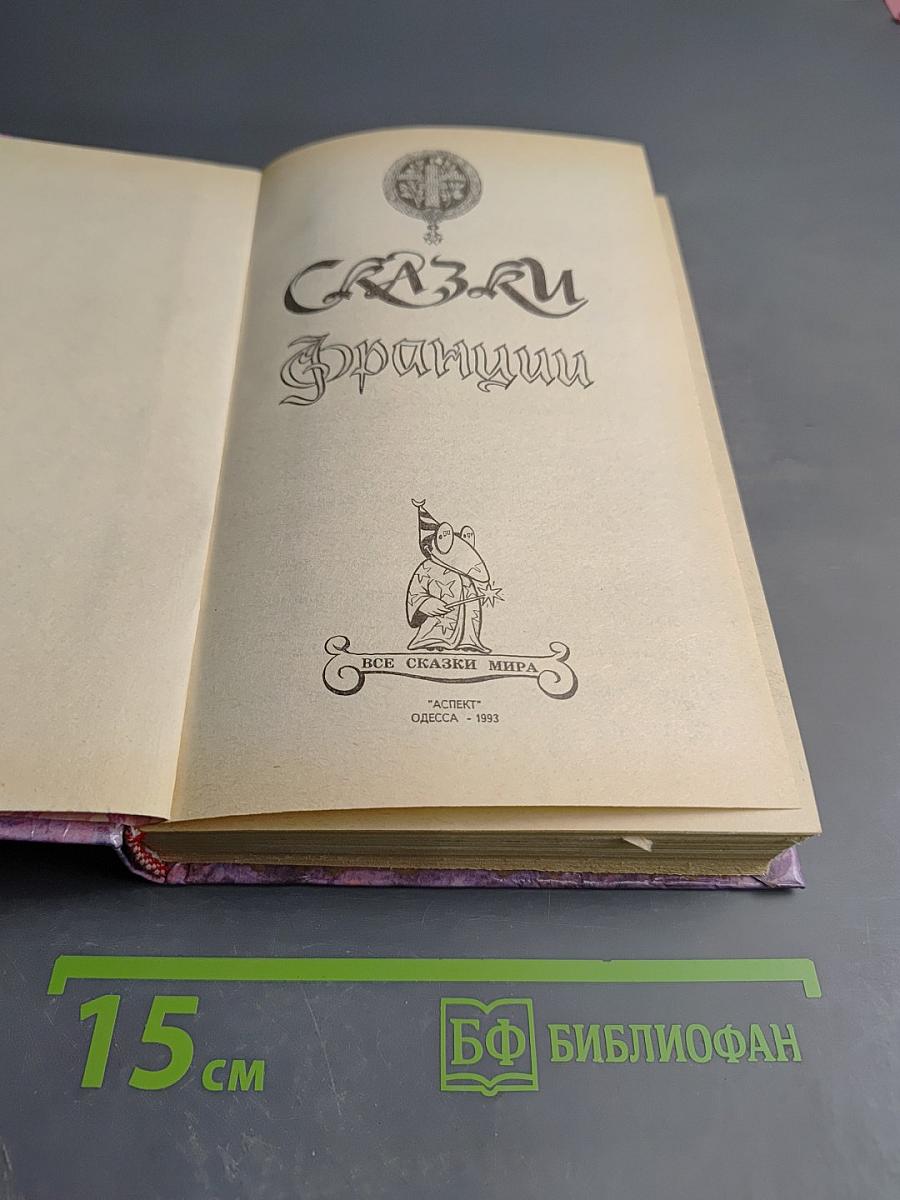 Сказки
Франции
ВСЕ СКАЗКИ МИРА
"АСПЕКТ"
ОДЕССА - 1993
15 см
БФ БИБЛИОФАН